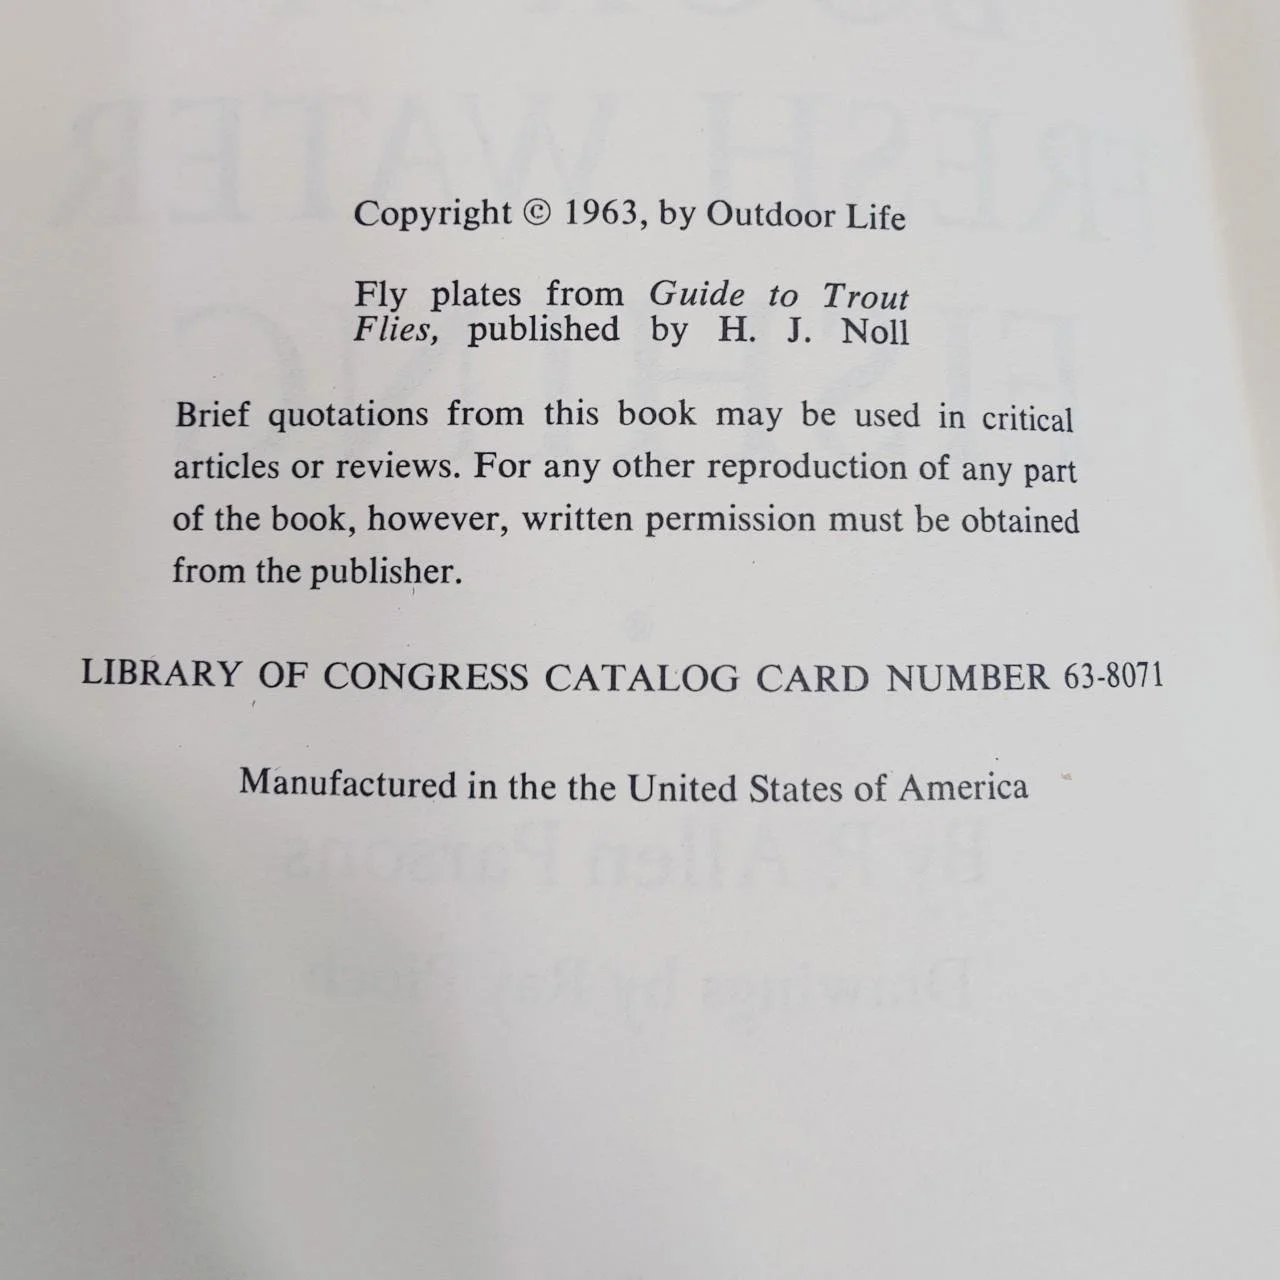 Copyright © 1963, by Outdoor Life
Fly plates from Guide to Trout
Flies, published by H. J. Noll
Brief quotations from this book may be used in critical
articles or reviews. For any other reproduction of any part
of the book, however, written permission must be obtained
from the publisher.
LIBRARY OF CONGRESS CATALOG CARD NUMBER 63-8071
Manufactured in the the United States of America